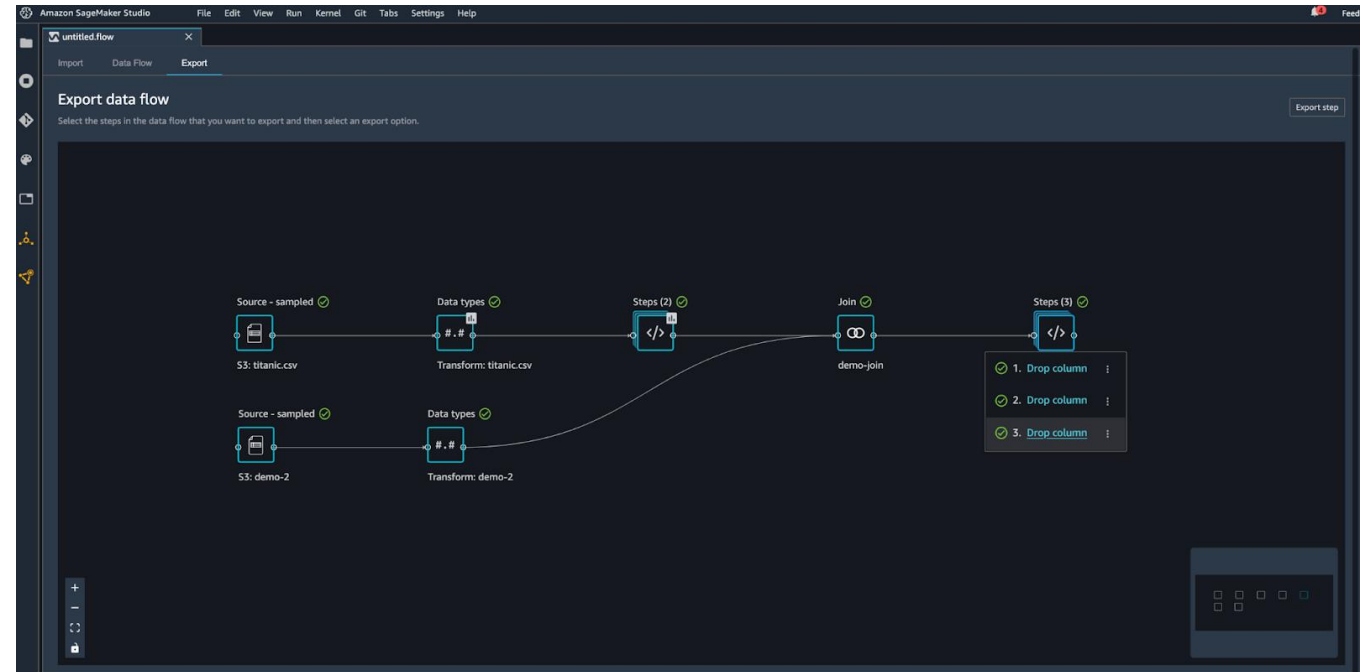 Amazon SageMaker Studio File Edit View Run Kernel Git Tabs Settings Help 4 Feed
untitled.flow
Import Data Flow Export
Export data flow
Export step
Select the steps in the data flow that you want to export and then select an export option.
Source - sampled Data types Steps (2) Join Steps (3)
#.# </> </>
S3: titanic.csv Transform: titanic.csv demo-join
1. Drop column
2. Drop column
3. Drop column
Source - sampled Data types
#.#
S3: demo-2 Transform: demo-2